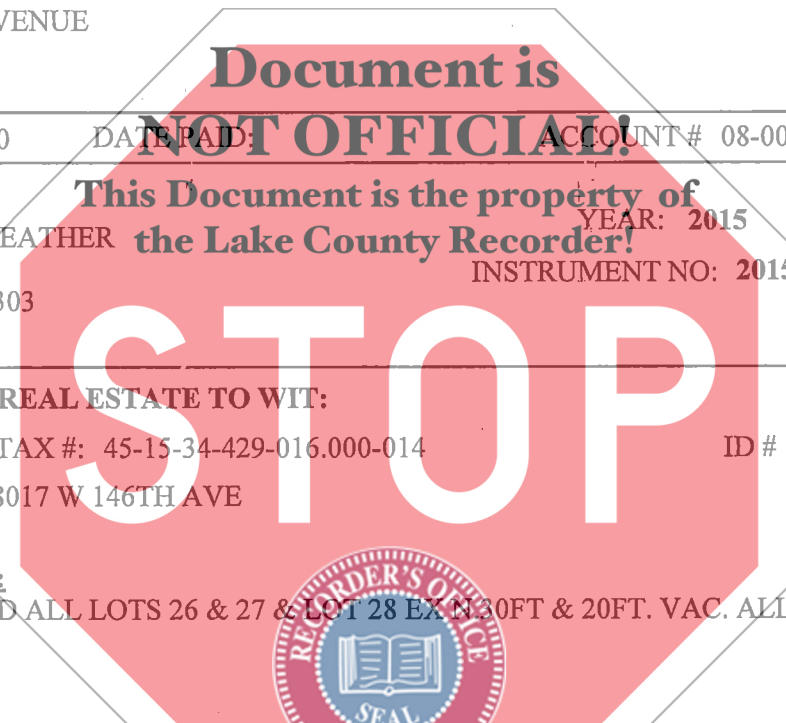 VENUE
Document is
NOT OFFICIAL!
0 DATE PAID: ACCOUNT # 08-00
This Document is the property of
YEAR: 2015
EATHER the Lake County Recorder!
INSTRUMENT NO: 2015
303
STOP
REAL ESTATE TO WIT:
TAX #: 45-15-34-429-016.000-014 ID #
8017 W 146TH AVE
D ALL LOTS 26 & 27 & LOT 28 EX N.30FT & 20FT. VAC. ALL
RECORDER'S OFFICE
SEAL